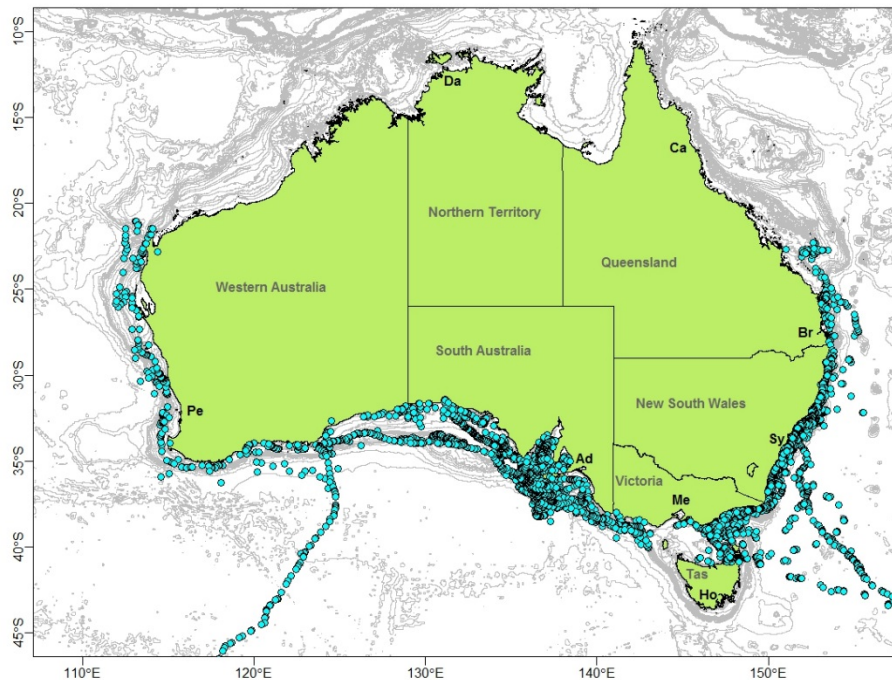 10°S
15°S
20°S
25°S
30°S
35°S
40°S
45°S
Da
Ca
Northern Territory
Queensland
Western Australia
Br
South Australia
New South Wales
Pe
Sy
Ad
Victoria
Me
Tas
Ho
110°E
120°E
130°E
140°E
150°E